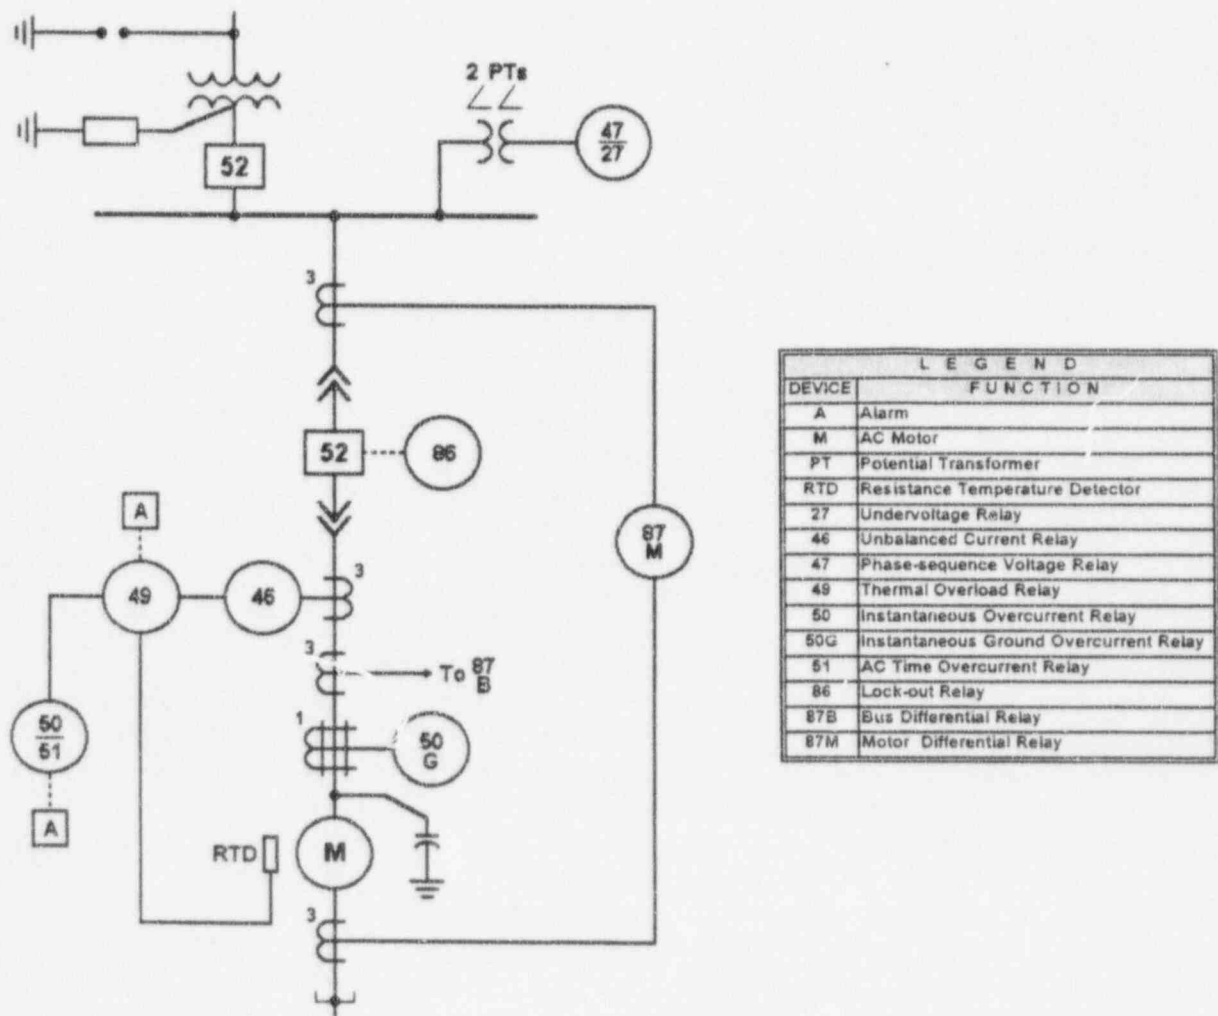 2 PTs
47
27
52
3
52
86
A
87
M
49
46
3
3
To 87
B
50
51
1
50
G
A
RTD
M
3
L E G E N D
DEVICE FUNCTION
A Alarm
M AC Motor
PT Potential Transformer
RTD Resistance Temperature Detector
27 Undervoltage Relay
46 Unbalanced Current Relay
47 Phase-sequence Voltage Relay
49 Thermal Overload Relay
50 Instantaneous Overcurrent Relay
50G Instantaneous Ground Overcurrent Relay
51 AC Time Overcurrent Relay
86 Lock-out Relay
87B Bus Differential Relay
87M Motor Differential Relay